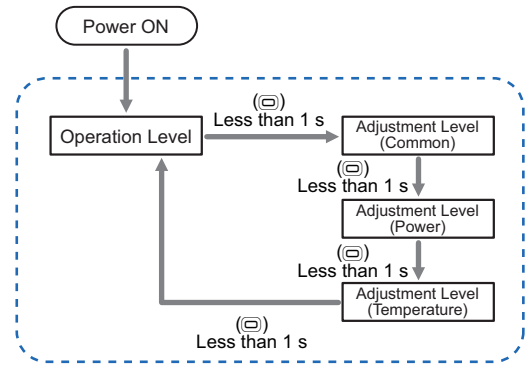 Power ON
Operation Level
(
)
Less than 1 s
Adjustment Level
(Common)
(
)
Less than 1 s
Adjustment Level
(Power)
(
)
Less than 1 s
Adjustment Level
(Temperature)
(
)
Less than 1 s